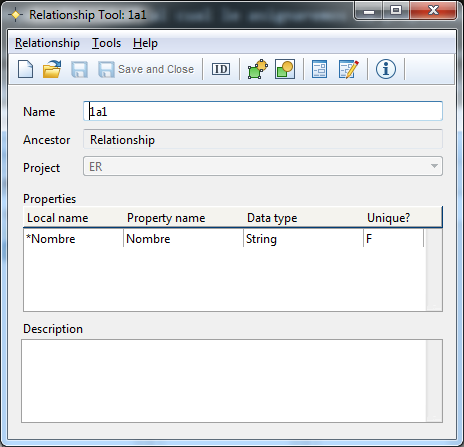 Relationship Tool: 1a1
Relationship Tools Help
Save and Close ID
Name 1a1
Ancestor Relationship
Project ER
Properties
Local name Property name Data type Unique?
*Nombre Nombre String F
Description